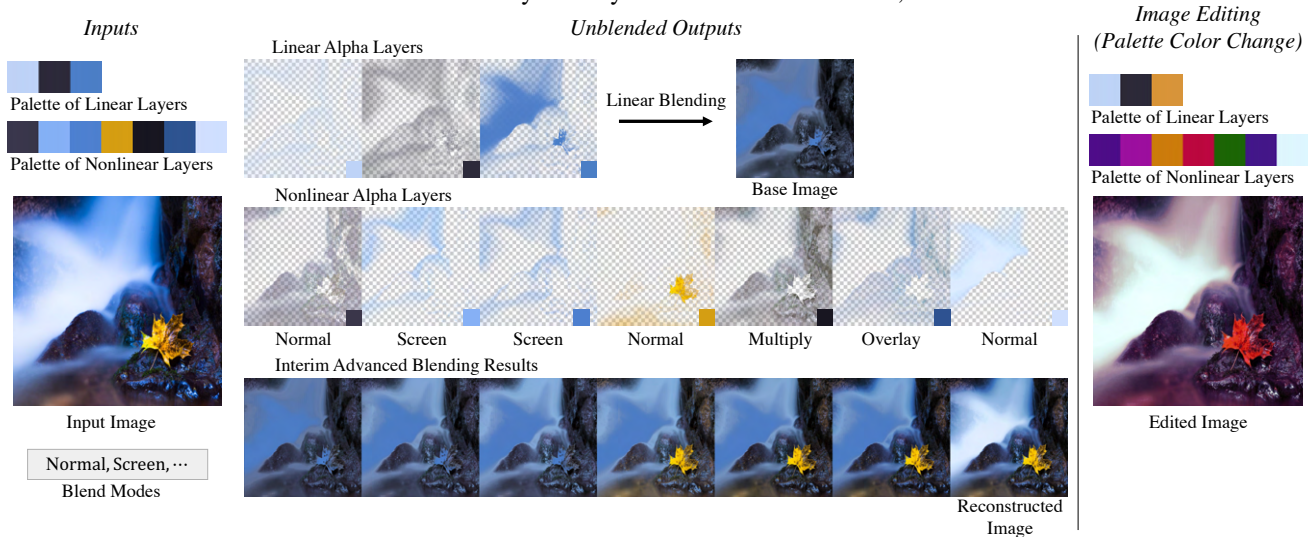 Inputs
Palette of Linear Layers
Palette of Nonlinear Layers
Input Image
Normal, Screen, ⋯
Blend Modes
Unblended Outputs
Linear Alpha Layers
Linear Blending
Base Image
Nonlinear Alpha Layers
Normal
Screen
Screen
Normal
Multiply
Overlay
Normal
Interim Advanced Blending Results
Reconstructed
Image
Image Editing
(Palette Color Change)
Palette of Linear Layers
Palette of Nonlinear Layers
Edited Image